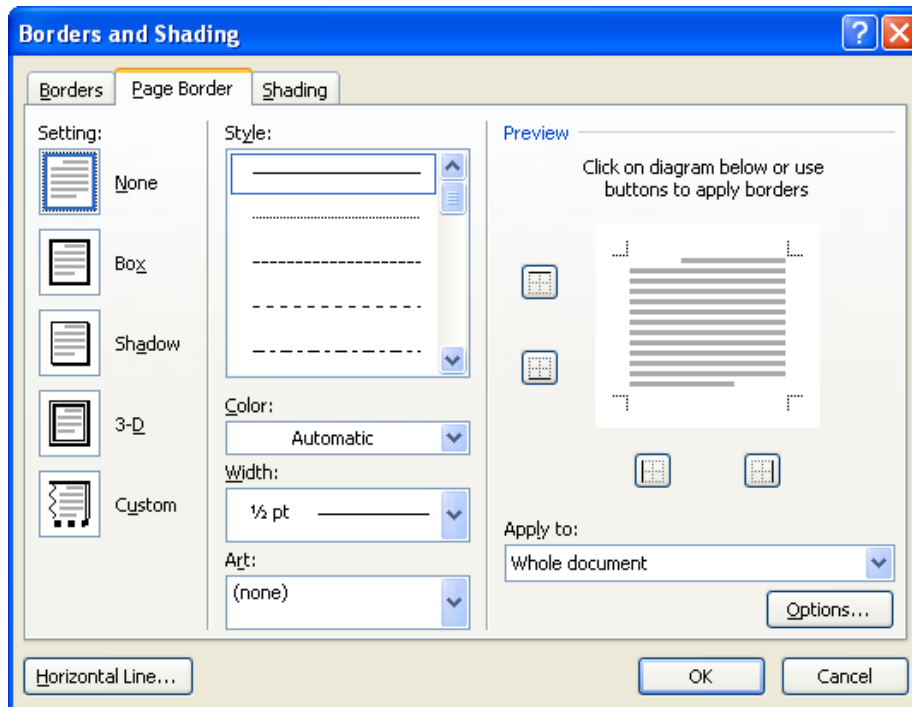 Borders and Shading
Borders
Page Border
Shading
Setting:
None
Box
Shadow
3-D
Custom
Style:
Color:
Automatic
Width:
½ pt
Art:
(none)
Preview
Click on diagram below or use
buttons to apply borders
Apply to:
Whole document
Options...
Horizontal Line...
OK
Cancel